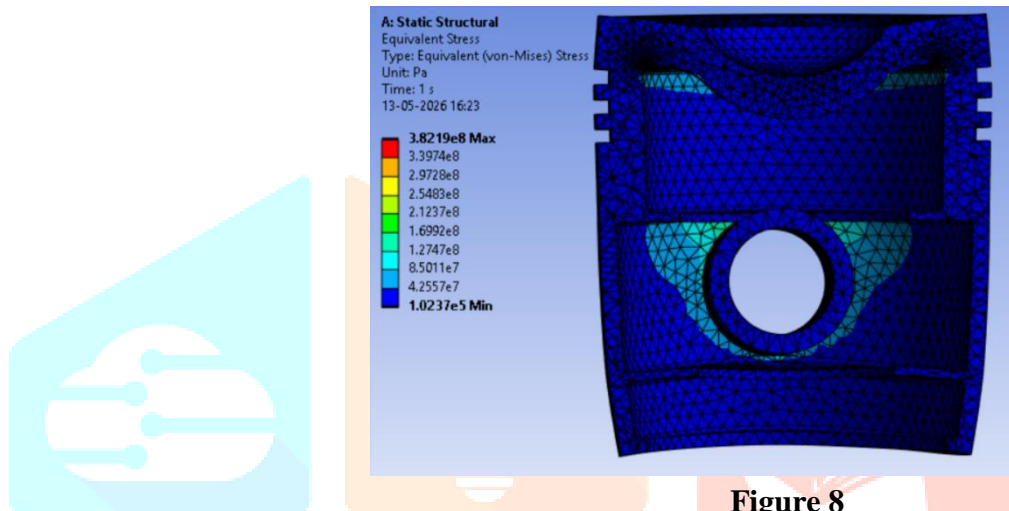 A: Static Structural
Equivalent Stress
Type: Equivalent (von-Mises) Stress
Unit: Pa
Time: 1 s
13-05-2026 16:23
3.8219e8 Max
3.3974e8
2.9728e8
2.5483e8
2.1237e8
1.6992e8
1.2747e8
8.5011e7
4.2557e7
1.0237e5 Min
Figure 8